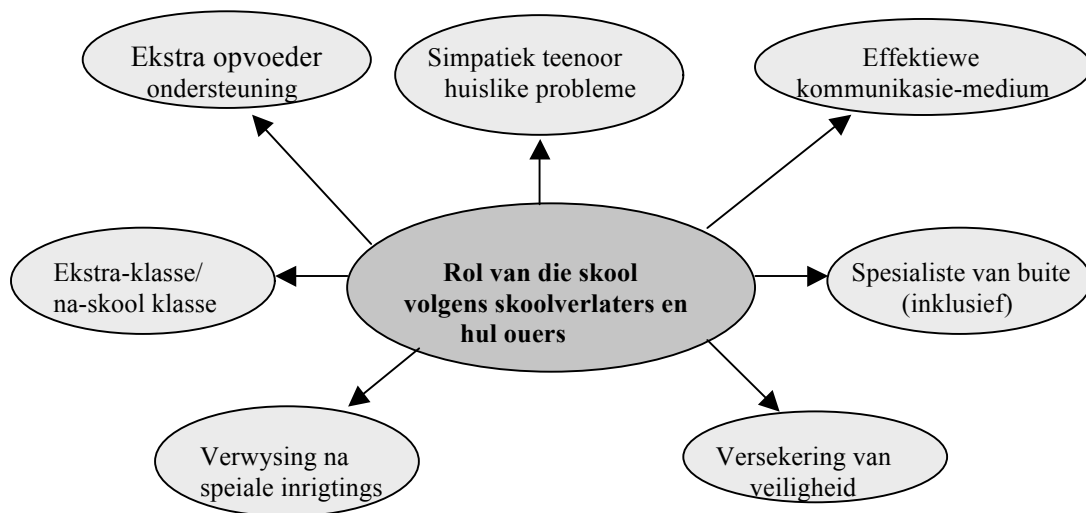 Ekstra opvoeder
ondersteuning
Simpatiek teenoor
huislike probleme
Effektiewe
kommunikasie-medium
Ekstra-klasse/
na-skool klasse
Rol van die skool
volgens skoolverlaters en
hul ouers
Spesialiste van buite
(inklusief)
Verwysing na
speiale inrigtings
Versekering van
veiligheid